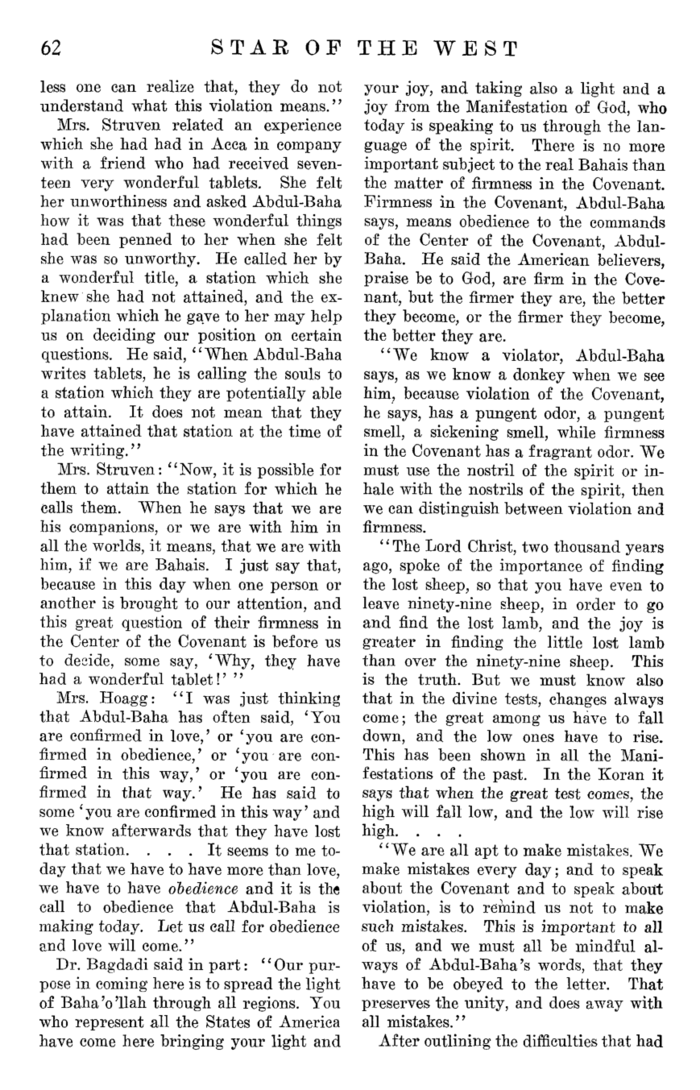 62 STAR OF THE WEST
less one can realize that, they do not
understand what this violation means."
Mrs. Struven related an experience
which she had had in Acca in company
with a friend who had received seven-
teen very wonderful tablets. She felt
her unworthiness and asked Abdul-Baha
how it was that these wonderful things
had been penned to her when she felt
she was so unworthy. He called her by
a wonderful title, a station which she
knew she had not attained, and the ex-
planation which he gave to her may help
us on deciding our position on certain
questions. He said, "When Abdul-Baha
writes tablets, he is calling the souls to
a station which they are potentially able
to attain. It does not mean that they
have attained that station at the time of
the writing."
Mrs. Struven: "Now, it is possible for
them to attain the station for which he
calls them. When he says that we are
his companions, or we are with him in
all the worlds, it means, that we are with
him, if we are Bahais. I just say that,
because in this day when one person or
another is brought to our attention, and
this great question of their firmness in
the Center of the Covenant is before us
to decide, some say, 'Why, they have
had a wonderful tablet!' "
Mrs. Hoagg: "I was just thinking
that Abdul-Baha has often said, 'You
are confirmed in love,' or 'you are con-
firmed in obedience,' or 'you are con-
firmed in this way,' or 'you are con-
firmed in that way.' He has said to
some 'you are confirmed in this way' and
we know afterwards that they have lost
that station. . . . . It seems to me to-
day that we have to have more than love,
we have to have obedience and it is the
call to obedience that Abdul-Baha is
making today. Let us call for obedience
and love will come."
Dr. Bagdadi said in part: "Our pur-
pose in coming here is to spread the light
of Baha'o'llah through all regions. You
who represent all the States of America
have come here bringing your light and
your joy, and taking also a light and a
joy from the Manifestation of God, who
today is speaking to us through the lan-
guage of the spirit. There is no more
important subject to the real Bahais than
the matter of firmness in the Covenant.
Firmness in the Covenant, Abdul-Baha
says, means obedience to the commands
of the Center of the Covenant, Abdul-
Baha. He said the American believers,
praise be to God, are firm in the Cove-
nant, but the firmer they are, the better
they become, or the firmer they become,
the better they are.
"We know a violator, Abdul-Baha
says, as we know a donkey when we see
him, because violation of the Covenant,
he says, has a pungent odor, a pungent
smell, a sickening smell, while firmness
in the Covenant has a fragrant odor. We
must use the nostril of the spirit or in-
hale with the nostrils of the spirit, then
we can distinguish between violation and
firmness.
"The Lord Christ, two thousand years
ago, spoke of the importance of finding
the lost sheep, so that you have even to
leave ninety-nine sheep, in order to go
and find the lost lamb, and the joy is
greater in finding the little lost lamb
than over the ninety-nine sheep. This
is the truth. But we must know also
that in the divine tests, changes always
come; the great among us have to fall
down, and the low ones have to rise.
This has been shown in all the Mani-
festations of the past. In the Koran it
says that when the great test comes, the
high will fall low, and the low will rise
high. . . . .
"We are all apt to make mistakes. We
make mistakes every day; and to speak
about the Covenant and to speak about
violation, is to remind us not to make
such mistakes. This is important to all
of us, and we must all be mindful al-
ways of Abdul-Baha's words, that they
have to be obeyed to the letter. That
preserves the unity, and does away with
all mistakes."
After outlining the difficulties that had